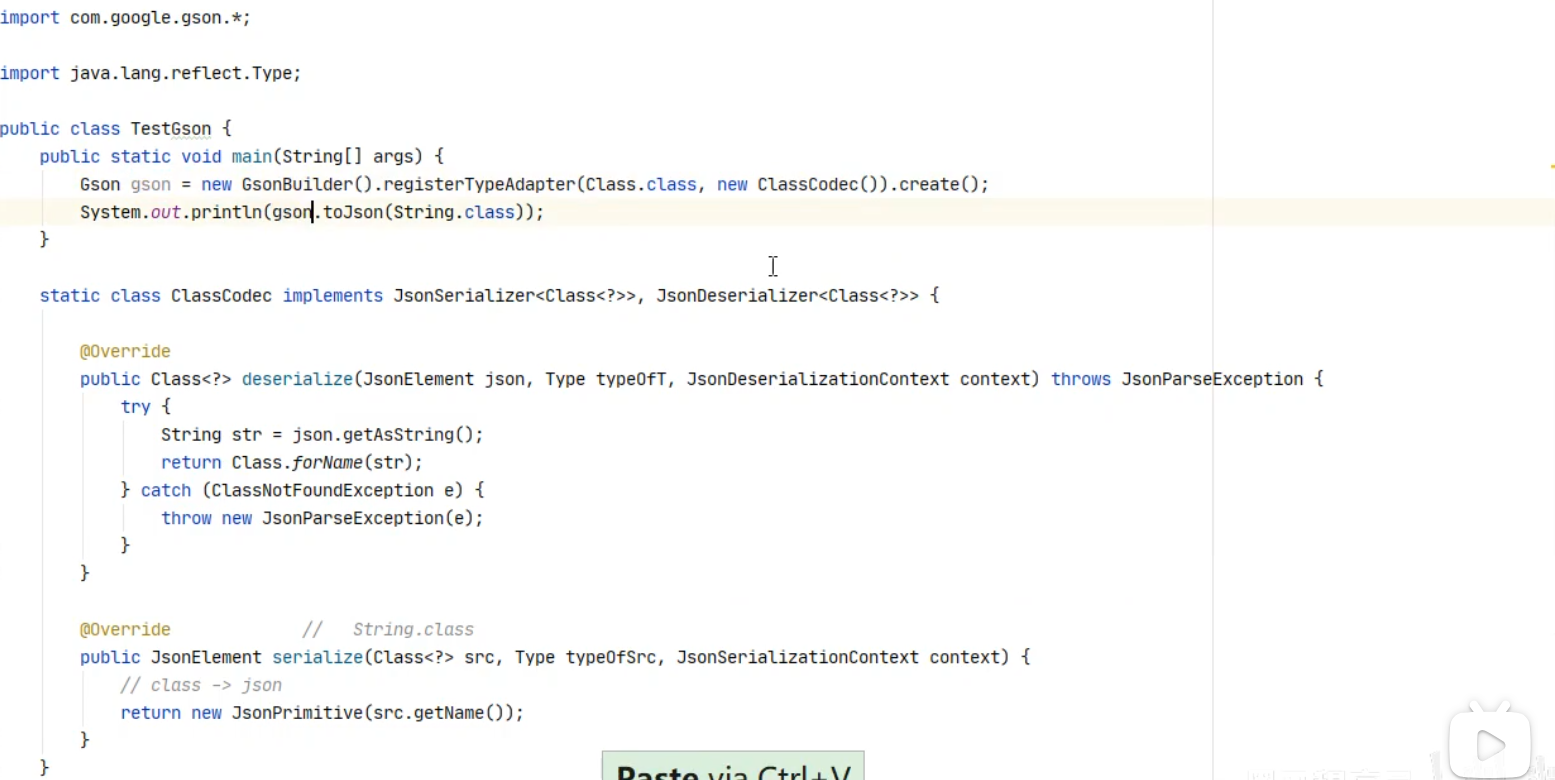 import com.google.gson.*;
import java.lang.reflect.Type;
public class TestGson {
public static void main(String[] args) {
Gson gson = new GsonBuilder().registerTypeAdapter(Class.class, new ClassCodec()).create();
System.out.println(gson.toJson(String.class));
}
static class ClassCodec implements JsonSerializer<Class<?>>, JsonDeserializer<Class<?>> {
@Override
public Class<?> deserialize(JsonElement json, Type typeOfT, JsonDeserializationContext context) throws JsonParseException {
try {
String str = json.getAsString();
return Class.forName(str);
} catch (ClassNotFoundException e) {
throw new JsonParseException(e);
}
}
@Override // String.class
public JsonElement serialize(Class<?> src, Type typeOfSrc, JsonSerializationContext context) {
// class -> json
return new JsonPrimitive(src.getName());
}
}
Paste via Ctrl+V